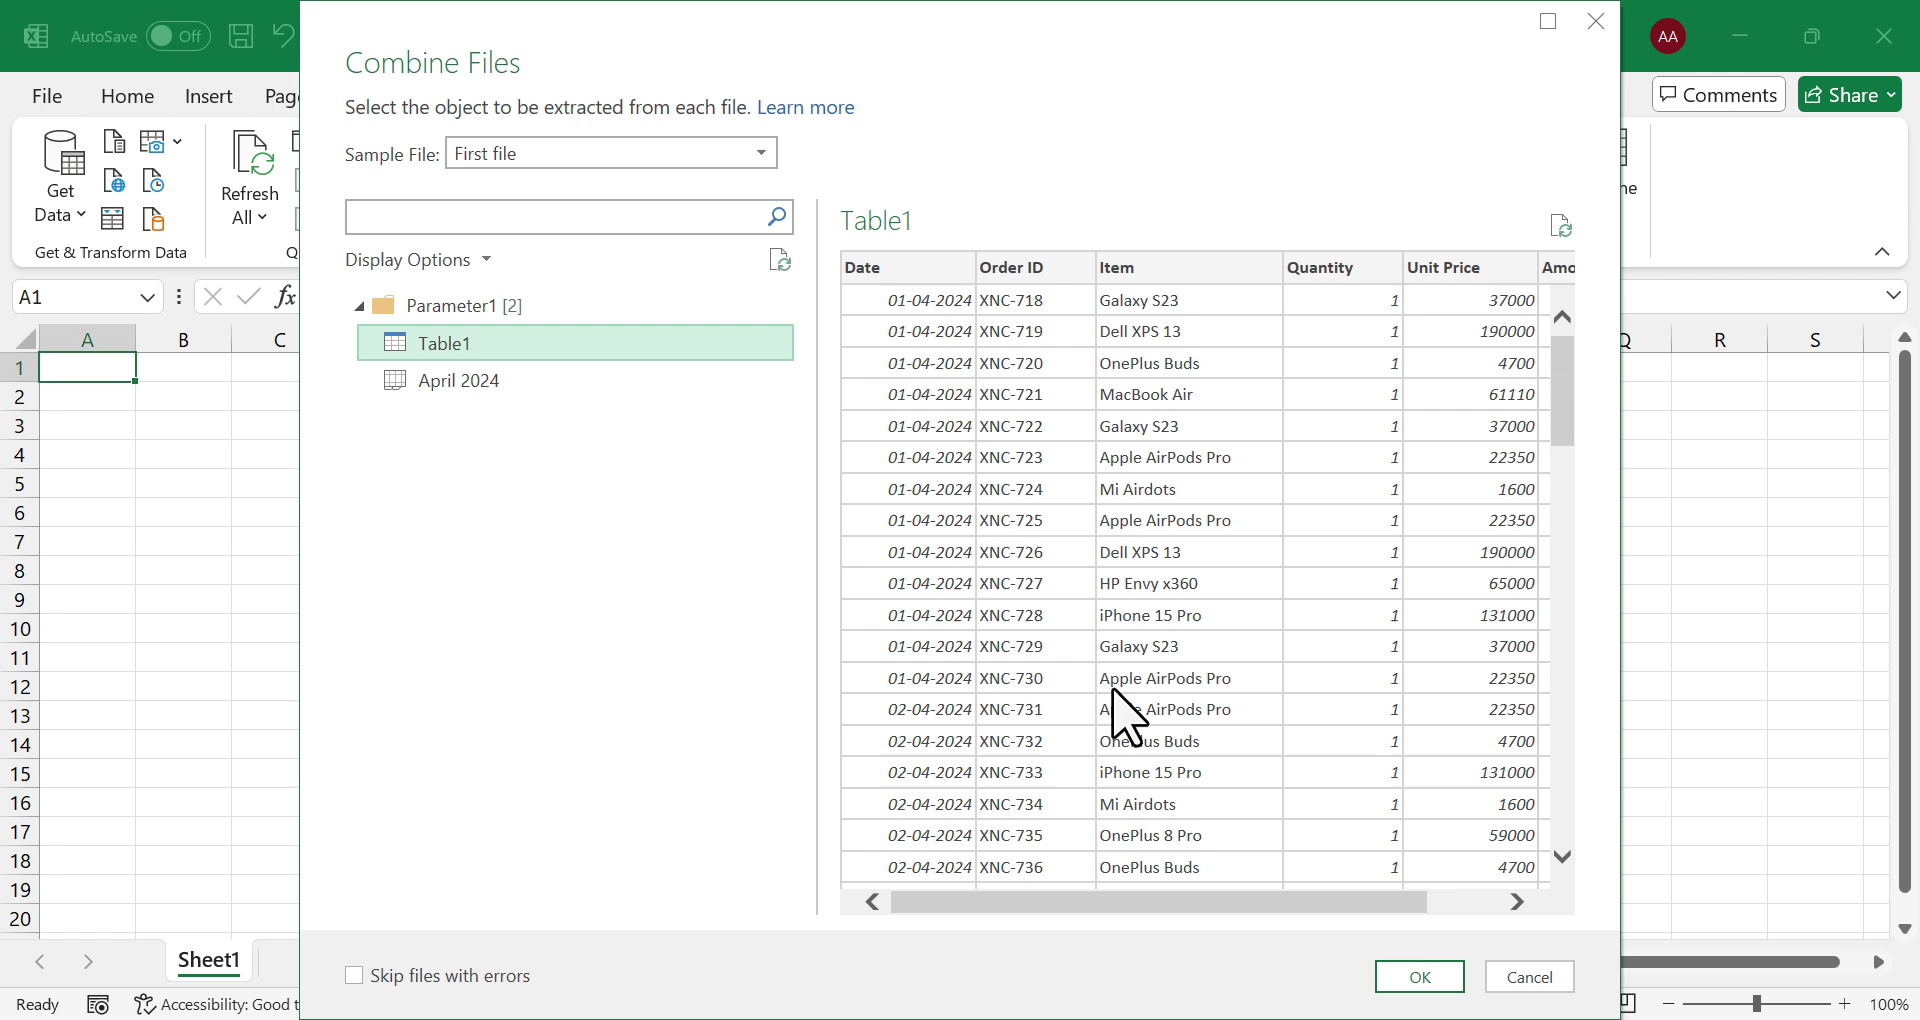 AutoSave Off
AA
Combine Files
Select the object to be extracted from each file. Learn more
Sample File: First file
File Home Insert
Comments Share
Get Data
Refresh All
Get & Transform Data
A1
fx
Display Options
Parameter1 [2]
Table1
April 2024
Table1
Date Order ID Item Quantity Unit Price
01-04-2024 XNC-718 Galaxy S23 1 37000
01-04-2024 XNC-719 Dell XPS 13 1 190000
01-04-2024 XNC-720 OnePlus Buds 1 4700
01-04-2024 XNC-721 MacBook Air 1 61110
01-04-2024 XNC-722 Galaxy S23 1 37000
01-04-2024 XNC-723 Apple AirPods Pro 1 22350
01-04-2024 XNC-724 Mi Airdots 1 1600
01-04-2024 XNC-725 Apple AirPods Pro 1 22350
01-04-2024 XNC-726 Dell XPS 13 1 190000
01-04-2024 XNC-727 HP Envy x360 1 65000
01-04-2024 XNC-728 iPhone 15 Pro 1 131000
01-04-2024 XNC-729 Galaxy S23 1 37000
01-04-2024 XNC-730 Apple AirPods Pro 1 22350
02-04-2024 XNC-731 AirPods Pro 1 22350
02-04-2024 XNC-732 Buds 1 4700
02-04-2024 XNC-733 iPhone 15 Pro 1 131000
02-04-2024 XNC-734 Mi Airdots 1 1600
02-04-2024 XNC-735 OnePlus 8 Pro 1 59000
02-04-2024 XNC-736 OnePlus Buds 1 4700
A B C Q R S
1
2
3
4
5
6
7
8
9
10
11
12
13
14
15
16
17
18
19
20
Sheet1
Skip files with errors
OK Cancel
Ready
Accessibility: Good
100%